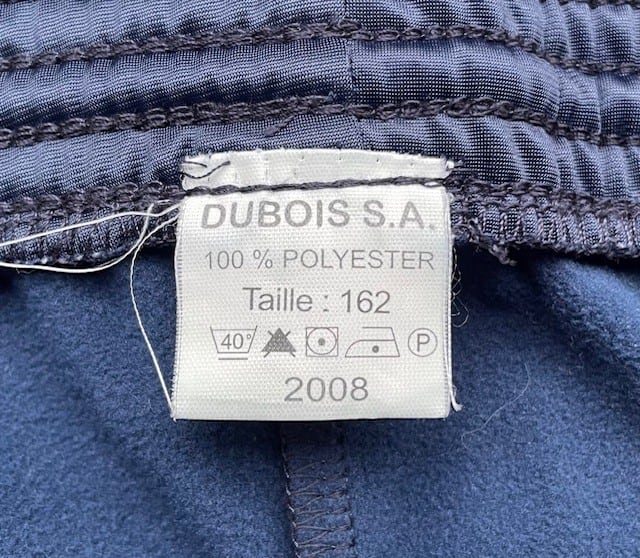 DUBOIS S.A.
100 % POLYESTER
Taille : 162
40° P
2008